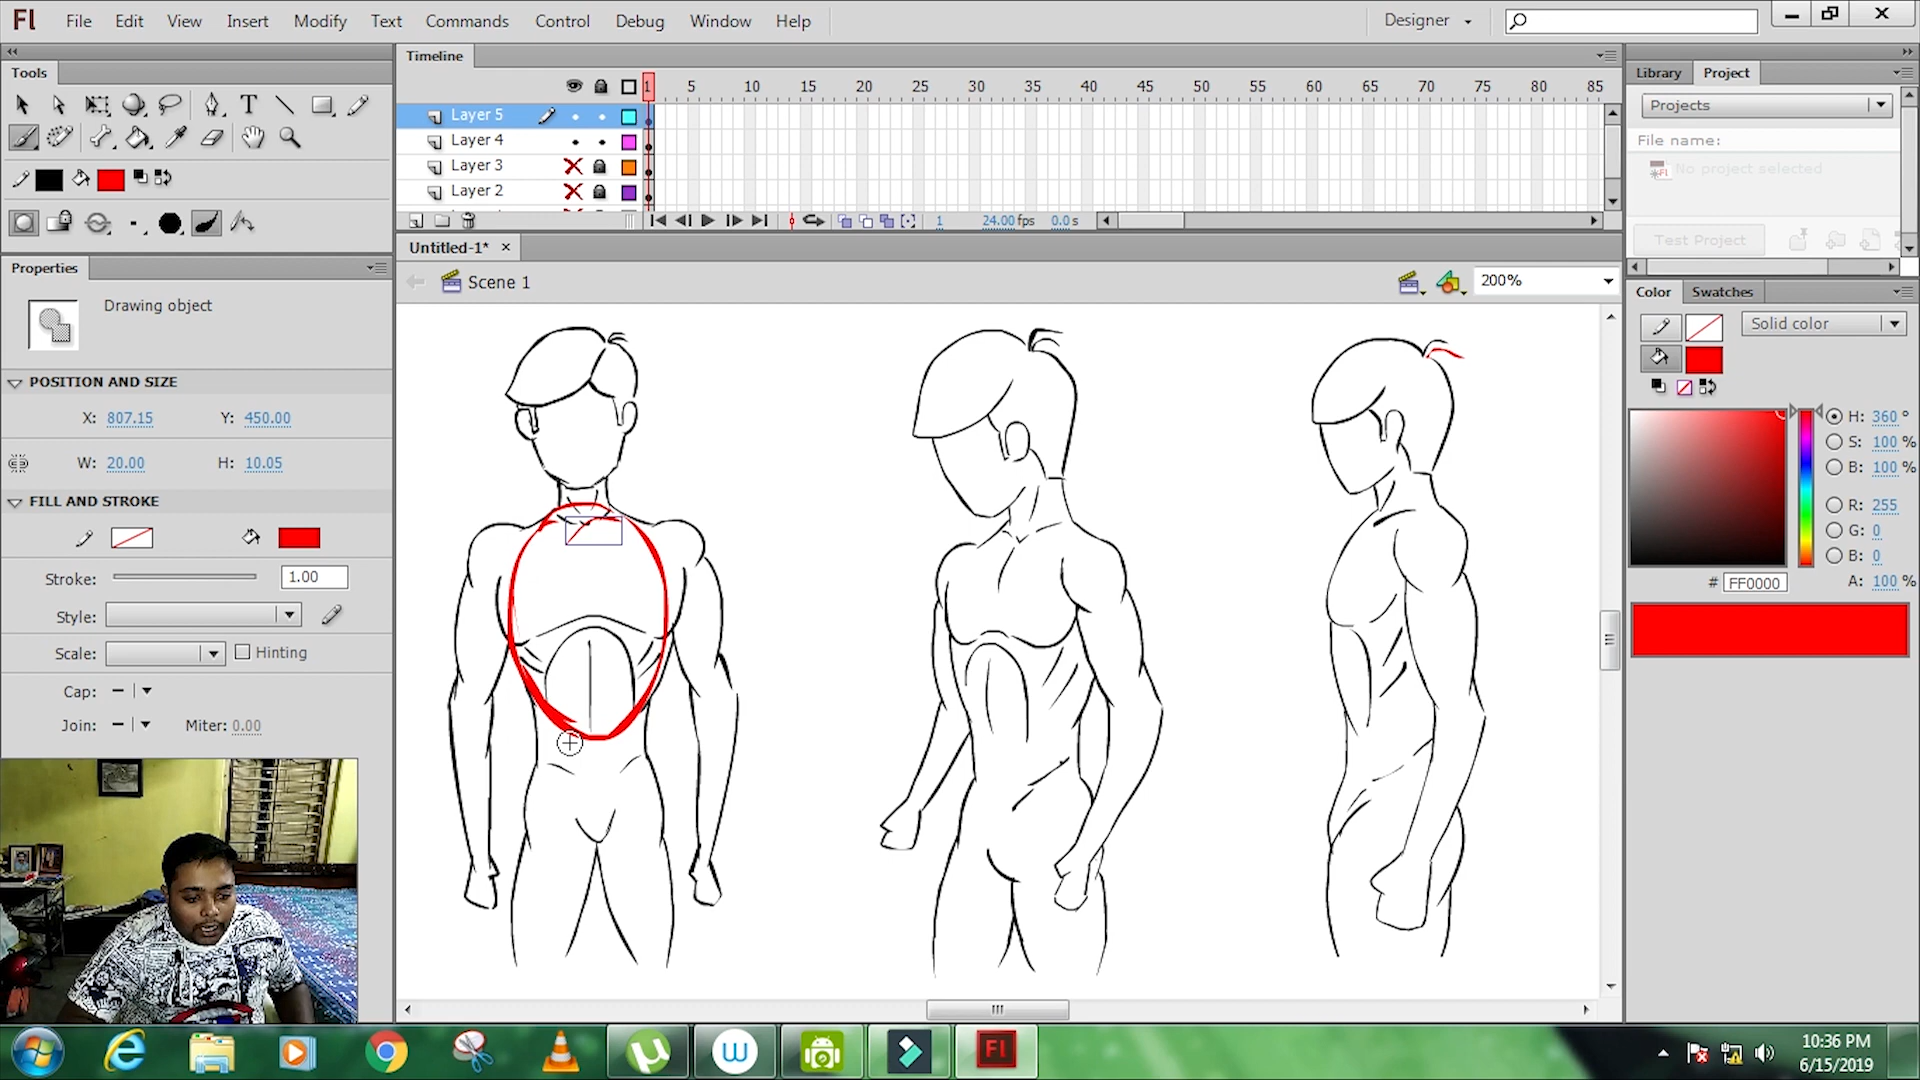 Fl File Edit View Insert Modify Text Commands Control Debug Window Help Designer
Tools
Timeline
1 5 10 15 20 25 30 35 40 45 50 55 60 65 70 75 80 85
Layer 5
Layer 4
Layer 3
Layer 2
1 24.00 fps 0.0 s
Library Project
Projects
File name:
No project selected
Test Project
Untitled-1*
Scene 1
200%
Properties
Drawing object
POSITION AND SIZE
X: 807.15 Y: 450.00
W: 20.00 H: 10.05
FILL AND STROKE
Stroke: 1.00
Style:
Scale: Hinting
Cap:
Join: Miter: 0.00
Color Swatches
Solid color
H: 360 °
S: 100 %
B: 100 %
R: 255
G: 0
B: 0
# FF0000 A: 100 %
Fl
10:36 PM
6/15/2019